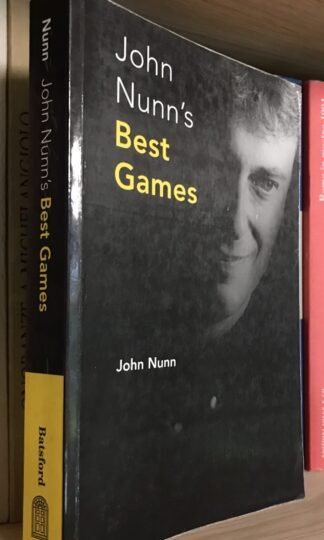 Nunn John Nunn's Best Games
Batsford
John
Nunn's
Best
Games
John Nunn